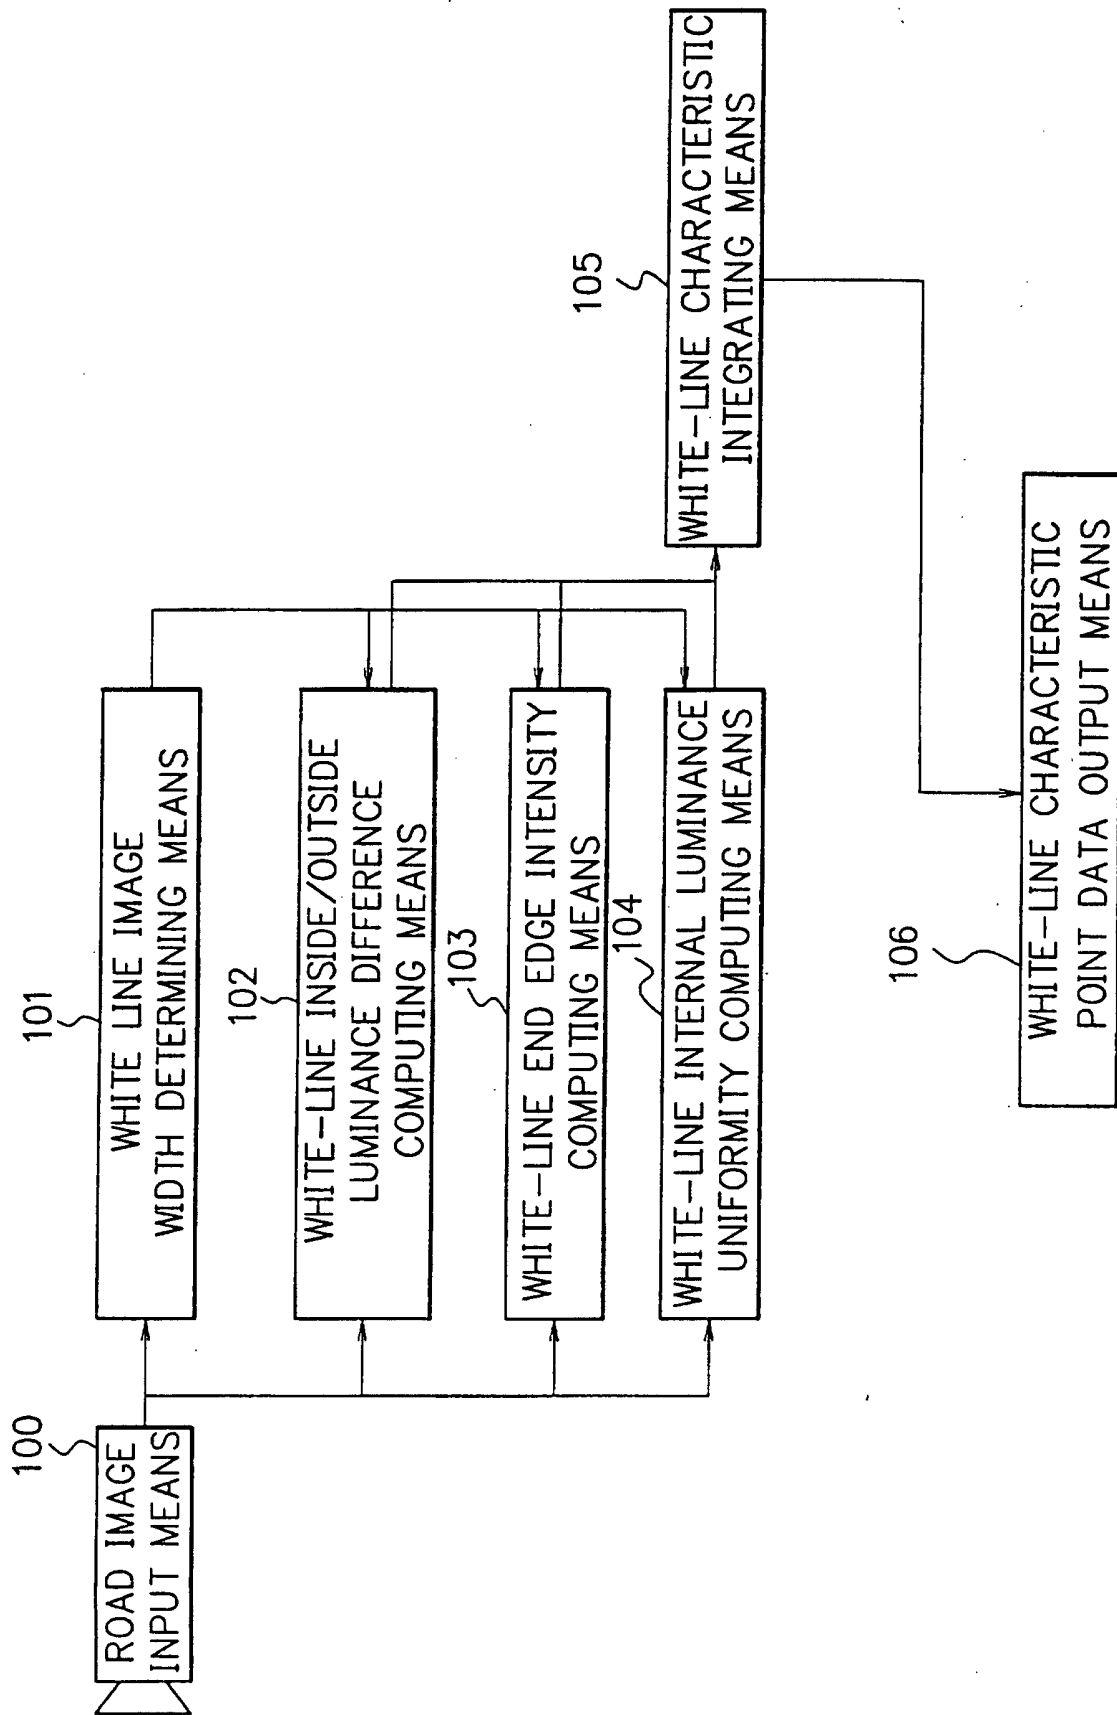 100
ROAD IMAGE
INPUT MEANS
101
WHITE LINE IMAGE
WIDTH DETERMINING MEANS
102
WHITE-LINE INSIDE/OUTSIDE
LUMINANCE DIFFERENCE
COMPUTING MEANS
103
WHITE-LINE END EDGE INTENSITY
COMPUTING MEANS
104
WHITE-LINE INTERNAL LUMINANCE
UNIFORMITY COMPUTING MEANS
105
WHITE-LINE CHARACTERISTIC
INTEGRATING MEANS
106
WHITE-LINE CHARACTERISTIC
POINT DATA OUTPUT MEANS